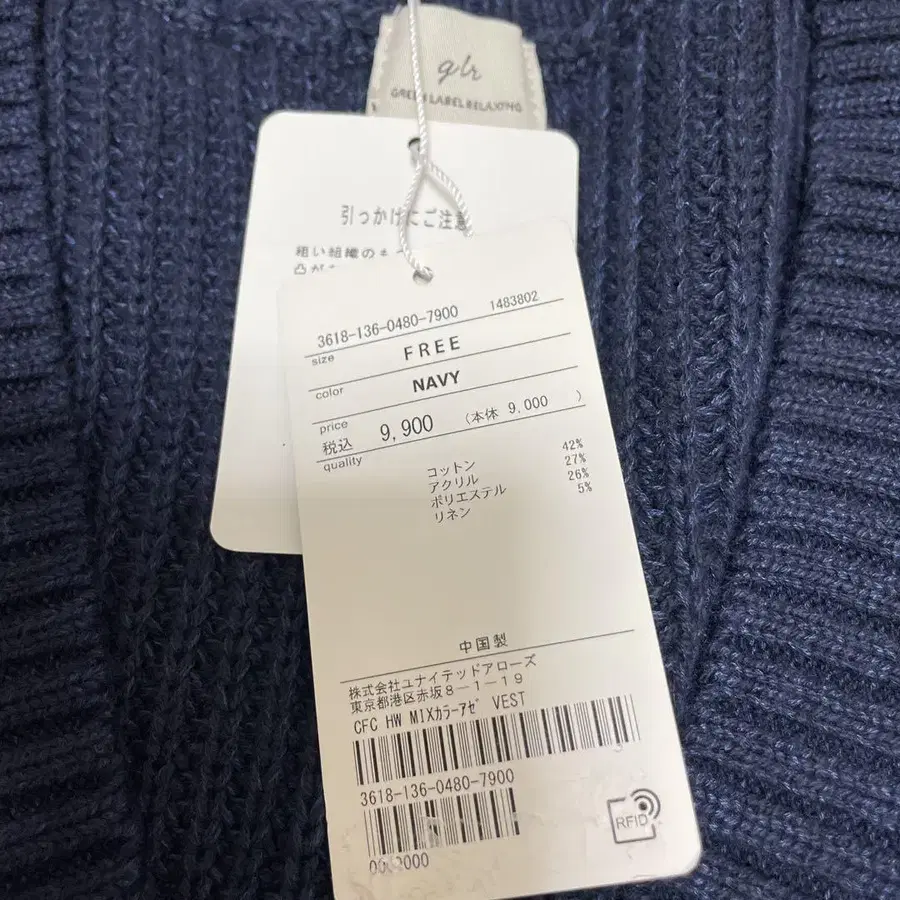 glr
GREEN LABEL RELAXING
引っかけにご注意
粗い組織のも
凸が
3618-136-0480-7900 1483802
size FREE
color NAVY
price
税込 9,900 (本体 9,000 )
quality
コットン 42%
アクリル 27%
ポリエステル 26%
リネン 5%
中国製
株式会社ユナイテッドアローズ
東京都港区赤坂8-1-19
CFC HW MIXカラーアゼ VEST
3
3618-136-0480-7900
RFID